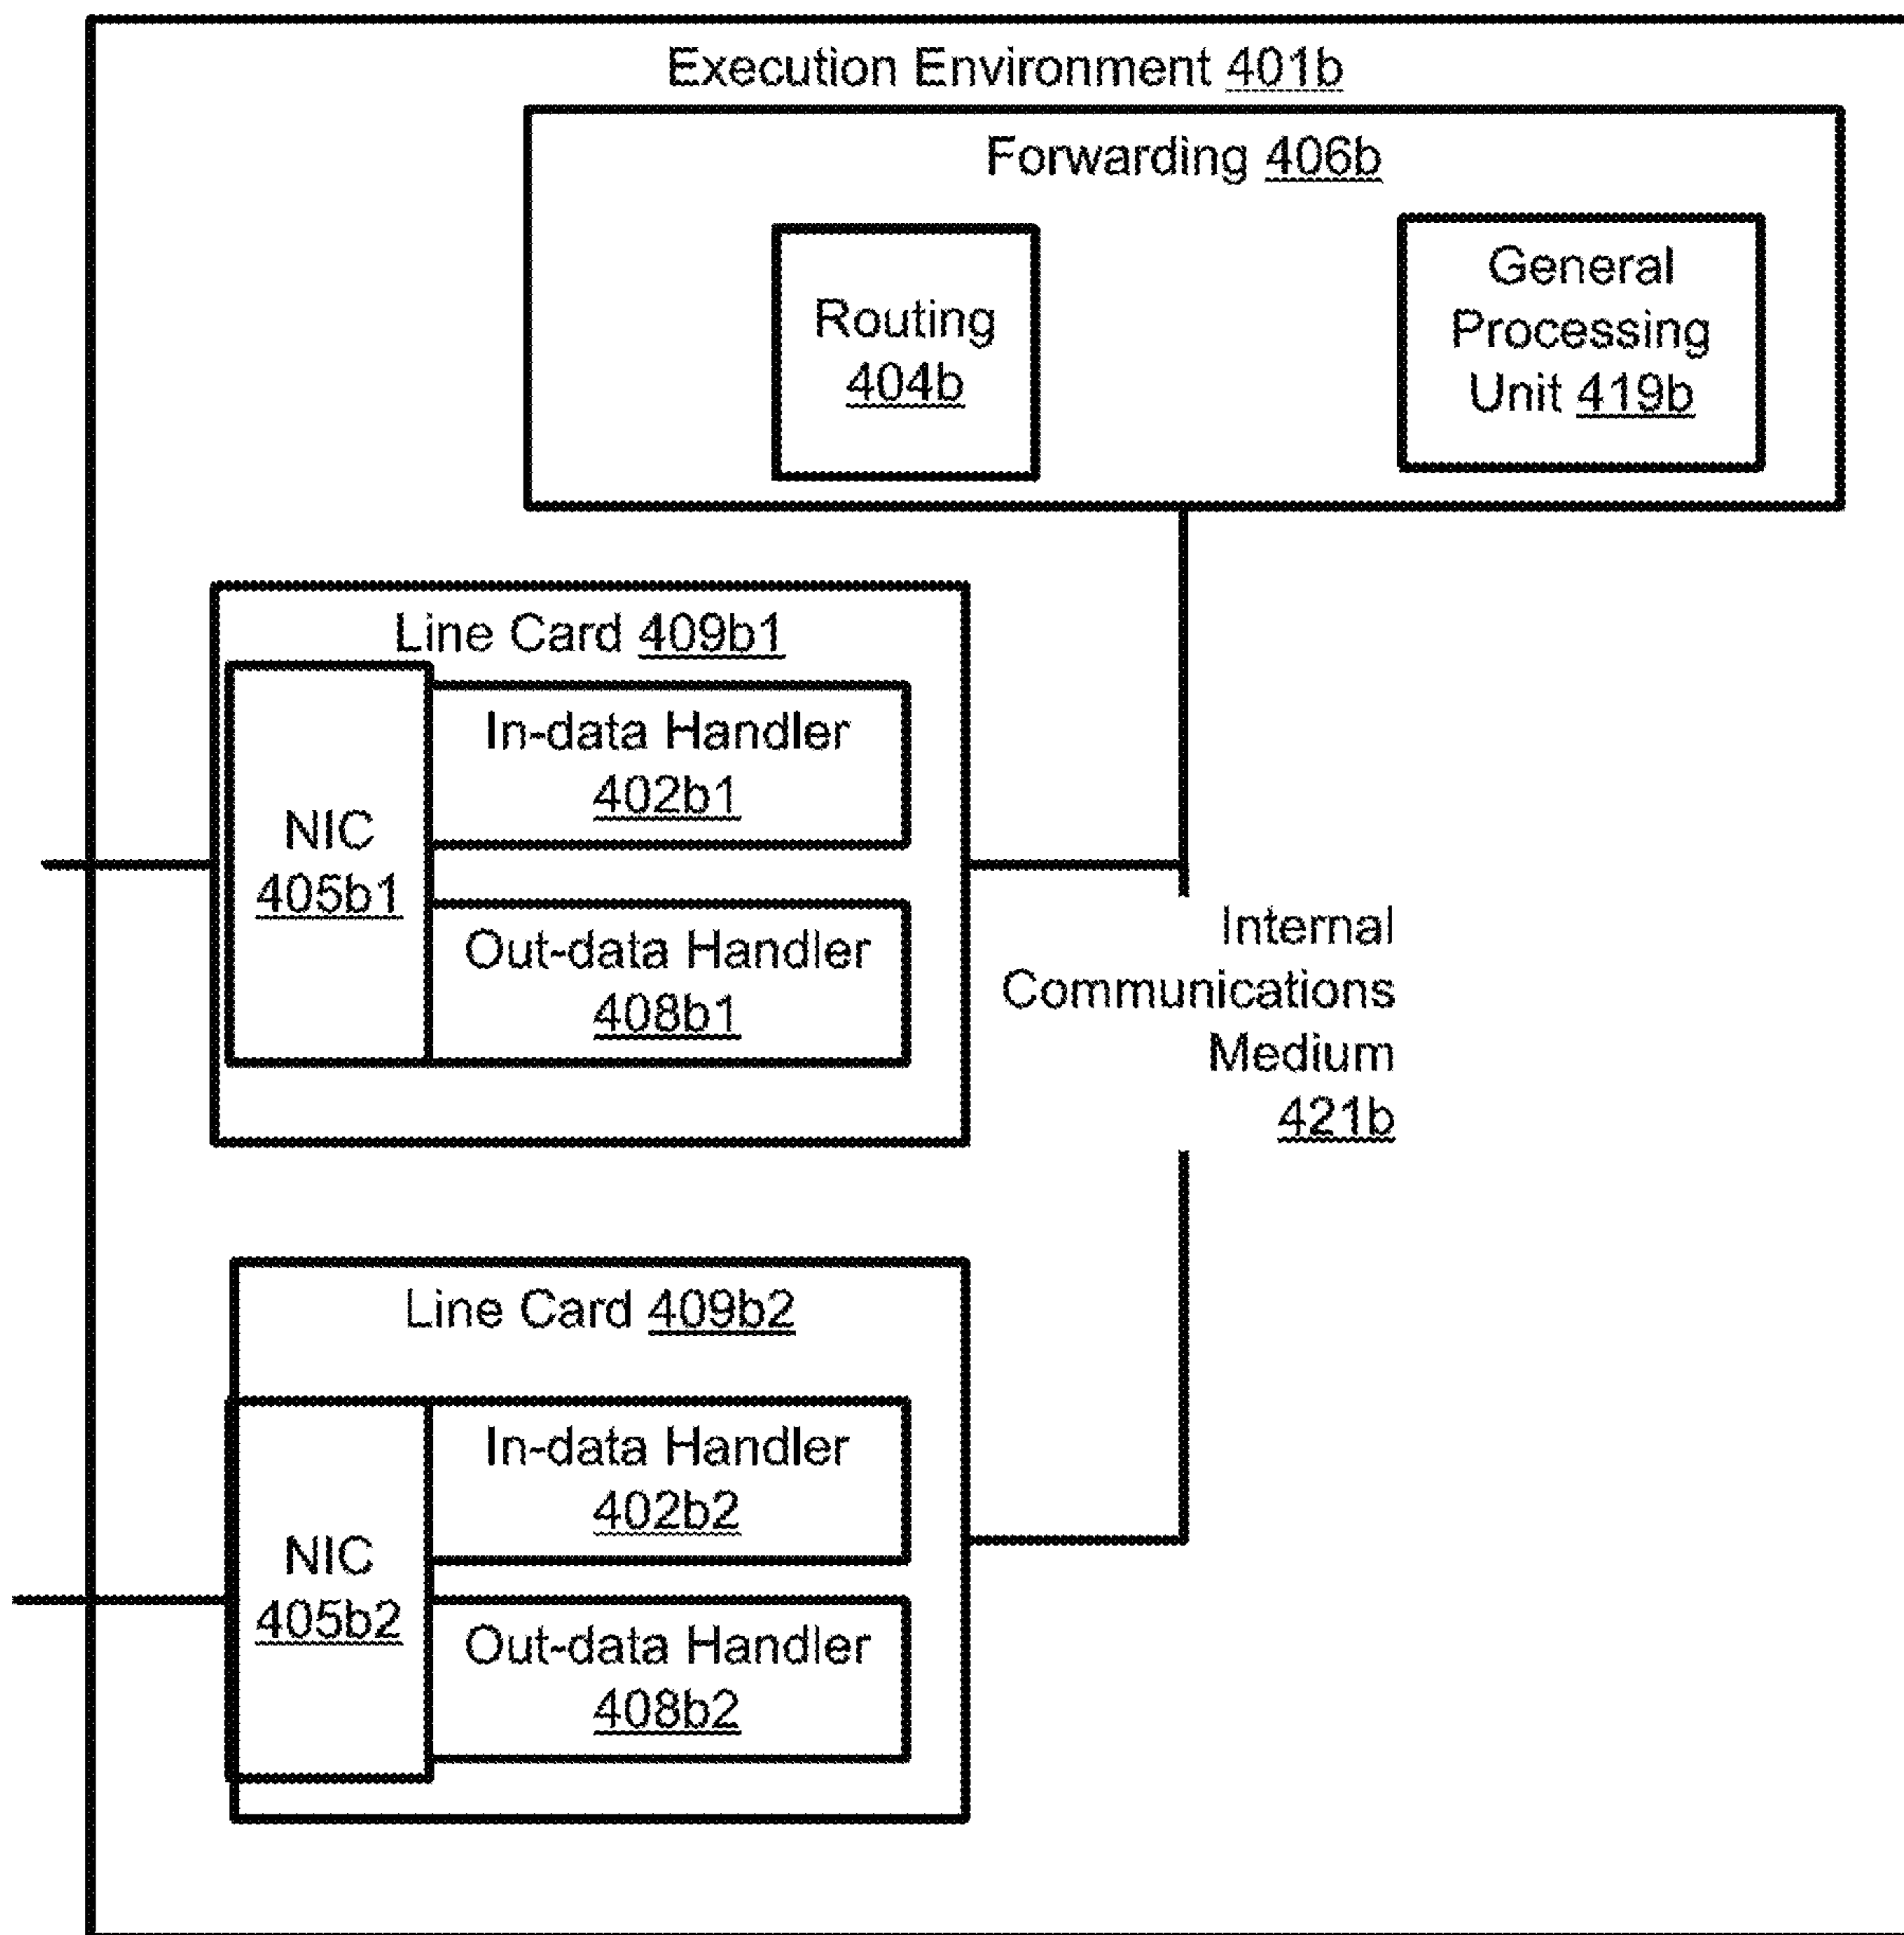 Execution Environment 401b
Forwarding 406b
Routing
404b
General
Processing
Unit 419b
Line Card 409b1
In-data Handler
402b1
NIC
405b1
Out-data Handler
408b1
Internal
Communications
Medium
421b
Line Card 409b2
In-data Handler
402b2
NIC
405b2
Out-data Handler
408b2